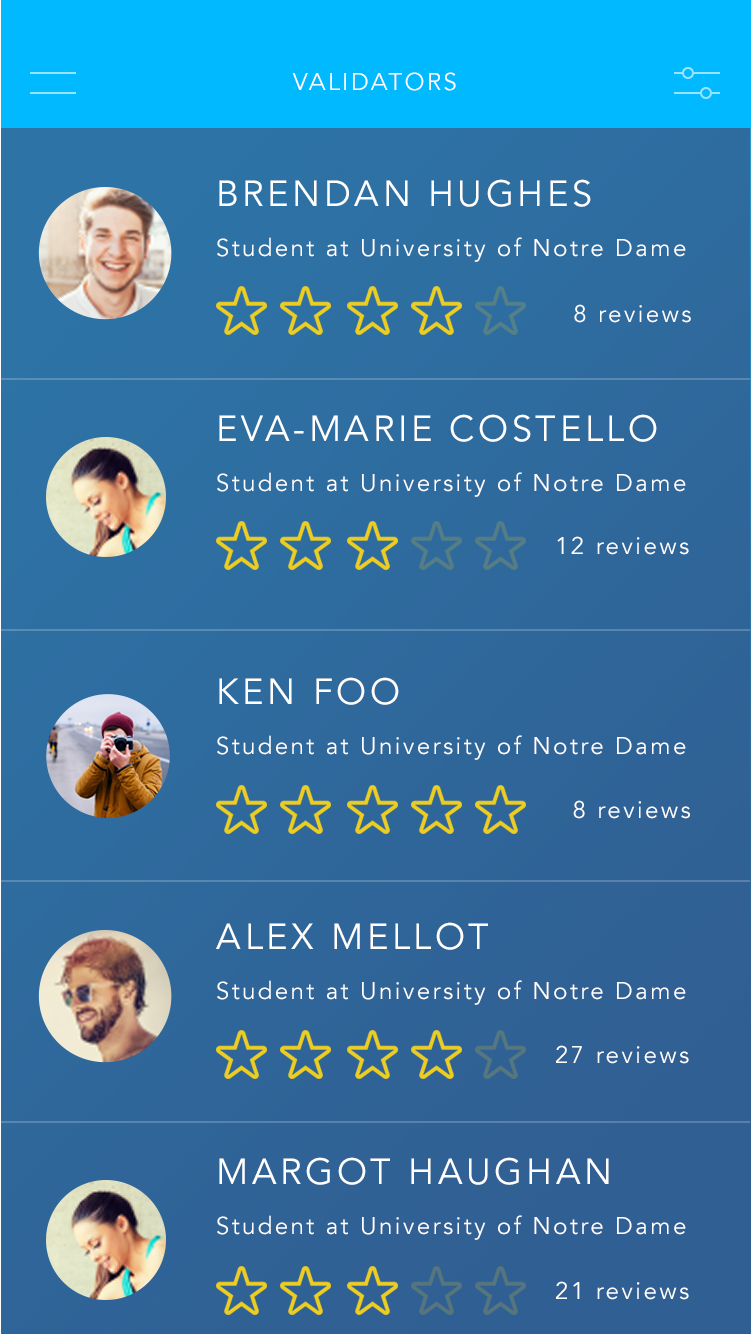 VALIDATORS
BRENDAN HUGHES
Student at University of Notre Dame
8 reviews
EVA-MARIE COSTELLO
Student at University of Notre Dame
12 reviews
KEN FOO
Student at University of Notre Dame
8 reviews
ALEX MELLOT
Student at University of Notre Dame
27 reviews
MARGOT HAUGHAN
Student at University of Notre Dame
21 reviews